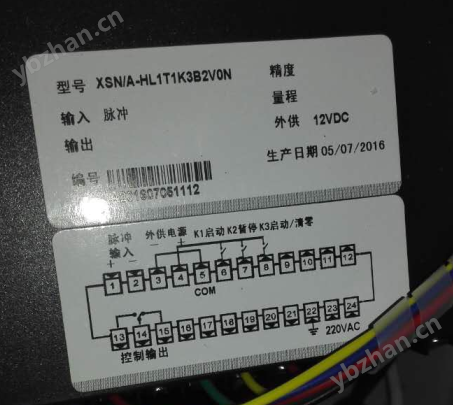 ybzhan.cn
型号 XSN/A-HL1T1K3B2V0N 精度
输入 脉冲 量程
输出 外供 12VDC
编号 生产日期 05/07/2016
1907051112
脉冲 外供电源 K1启动 K2暂停 K3启动/清零
输入 - +
+ -
1 2 3 4 5 6 7 8 9 10 11 12
COM
13 14 15 16 17 18 19 20 21 22 23 24
控制输出 220VAC
ybzhan.cn